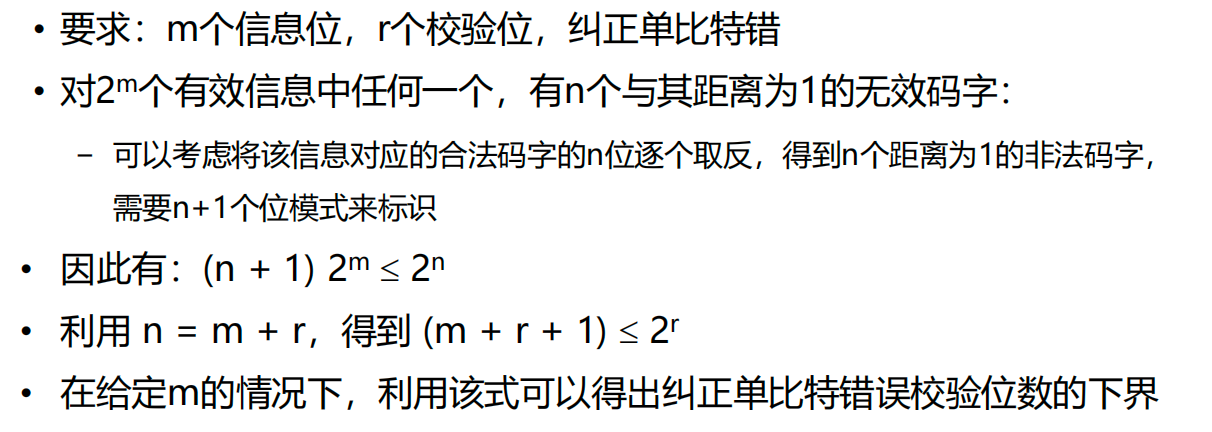 • 要求：m个信息位，r个校验位，纠正单比特错
• 对2ᵐ个有效信息中任何一个，有n个与其距离为1的无效码字：
– 可以考虑将该信息对应的合法码字的n位逐个取反，得到n个距离为1的非法码字，
需要n+1个位模式来标识
• 因此有：(n + 1) 2ᵐ ≤ 2ⁿ
• 利用 n = m + r，得到 (m + r + 1) ≤ 2ʳ
• 在给定m的情况下，利用该式可以得出纠正单比特错误校验位数的下界